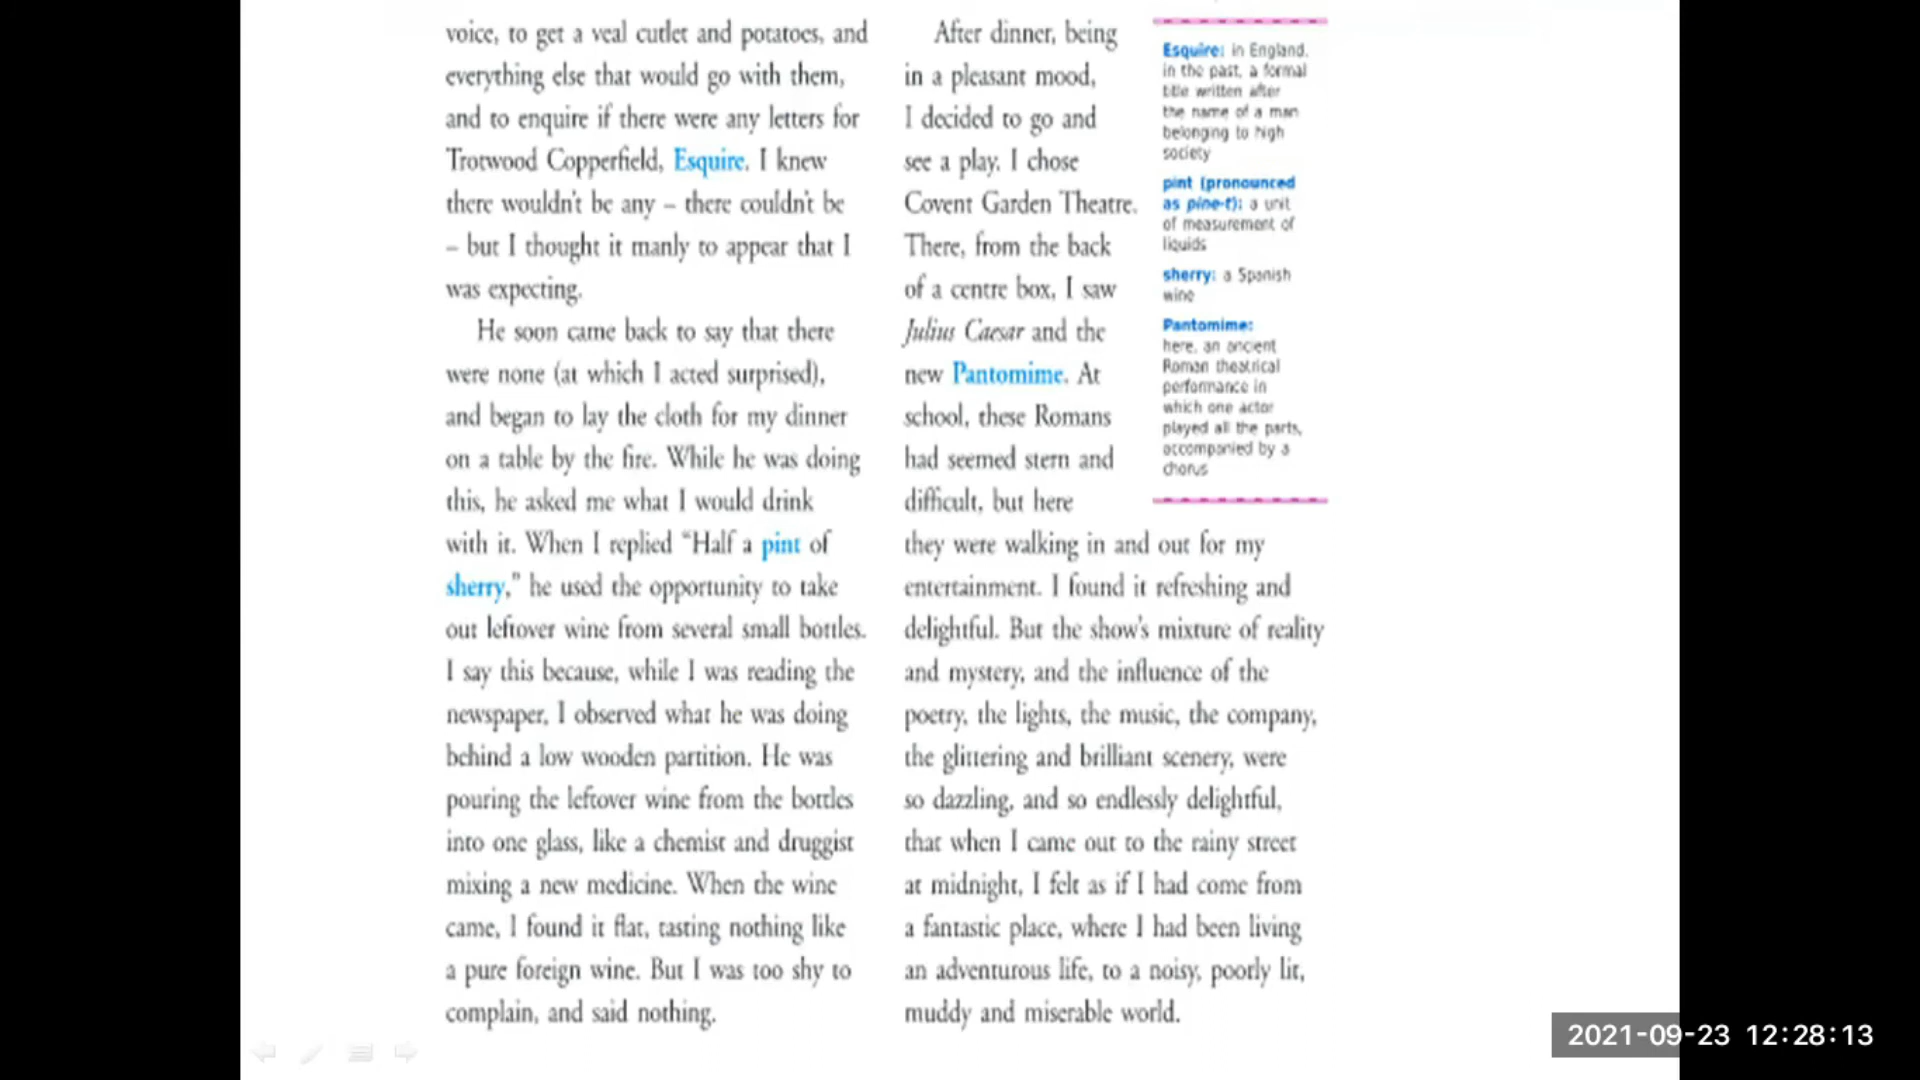 voice, to get a veal cutlet and potatoes, and
everything else that would go with them,
and to enquire if there were any letters for
Trotwood Copperfield, Esquire. I knew
there wouldn't be any – there couldn't be
– but I thought it manly to appear that I
was expecting.
He soon came back to say that there
were none (at which I acted surprised),
and began to lay the cloth for my dinner
on a table by the fire. While he was doing
this, he asked me what I would drink
with it. When I replied “Half a pint of
sherry,” he used the opportunity to take
out leftover wine from several small bottles.
I say this because, while I was reading the
newspaper, I observed what he was doing
behind a low wooden partition. He was
pouring the leftover wine from the bottles
into one glass, like a chemist and druggist
mixing a new medicine. When the wine
came, I found it flat, tasting nothing like
a pure foreign wine. But I was too shy to
complain, and said nothing.
After dinner, being
in a pleasant mood,
I decided to go and
see a play. I chose
Covent Garden Theatre.
There, from the back
of a centre box, I saw
Julius Caesar and the
new Pantomime. At
school, these Romans
had seemed stern and
difficult, but here
they were walking in and out for my
entertainment. I found it refreshing and
delightful. But the show's mixture of reality
and mystery, and the influence of the
poetry, the lights, the music, the company,
the glittering and brilliant scenery, were
so dazzling, and so endlessly delightful,
that when I came out to the rainy street
at midnight, I felt as if I had come from
a fantastic place, where I had been living
an adventurous life, to a noisy, poorly lit,
muddy and miserable world.
Esquire: in England,
in the past, a formal
title written after
the name of a man
belonging to high
society
pint (pronounced
as pine-t): a unit
of measurement of
liquids
sherry: a Spanish
wine
Pantomime:
here, an ancient
Roman theatrical
performance in
which one actor
played all the parts,
accompanied by a
chorus
2021-09-23 12:28:13